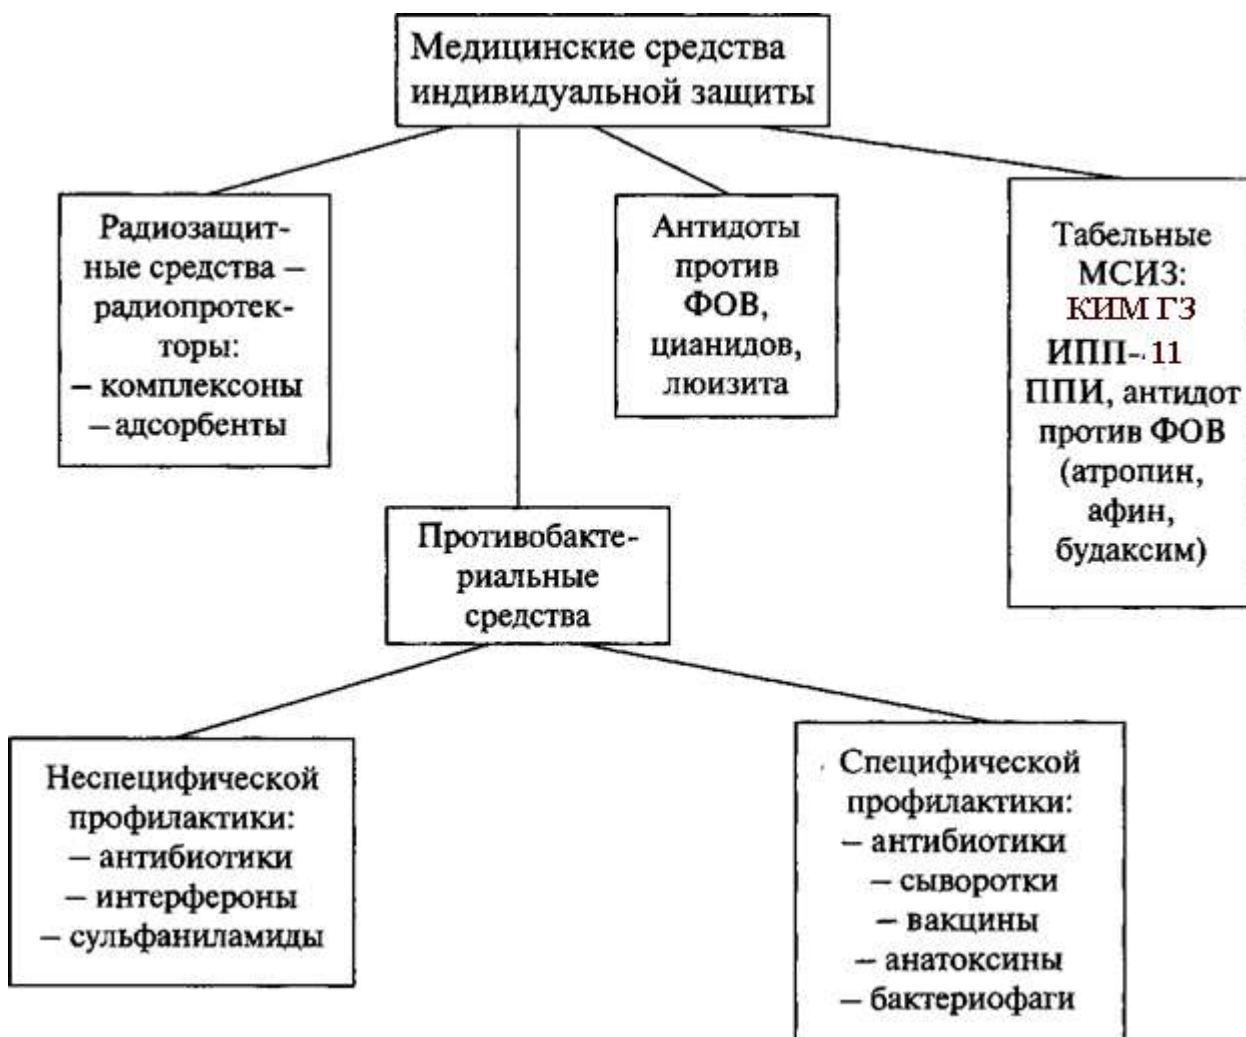 Медицинские средства
индивидуальной защиты
Радиозащит-
ные средства –
радиопротек-
торы:
– комплексоны
– адсорбенты
Антидоты
против
ФОВ,
цианидов,
люизита
Табельные
МСИЗ:
КИМ ГЗ
ИПП- 11
ППИ, антидот
против ФОВ
(атропин,
афин,
будаксим)
Противобакте-
риальные
средства
Неспецифической
профилактики:
– антибиотики
– интерфероны
– сульфаниламиды
Специфической
профилактики:
– антибиотики
– сыворотки
– вакцины
– анатоксины
– бактериофаги